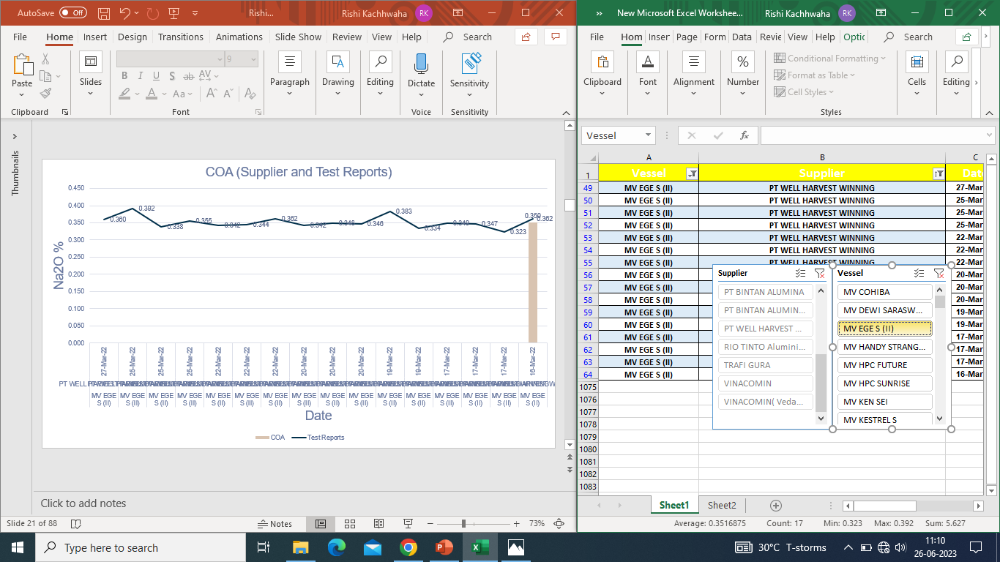 AutoSave Off Rishi... Rishi Kachhwaha RK
File Home Insert Design Transitions Animations Slide Show Review View Help Search
Paste Slides 9 Paragraph Drawing Editing Dictate Sensitivity
B I U S ab AV
A Aa A A A
Clipboard Font Voice Sensitivity
Thumbnails
COA (Supplier and Test Reports)
Na2O %
0.450
0.400
0.350
0.300
0.250
0.200
0.150
0.100
0.050
0.000
0.360 0.392 0.338 0.355 0.342 0.344 0.362 0.342 0.348 0.346 0.383 0.334 0.349 0.347 0.323 0.350 0.362
27-Mar-22 25-Mar-22 25-Mar-22 25-Mar-22 22-Mar-22 22-Mar-22 22-Mar-22 20-Mar-22 20-Mar-22 20-Mar-22 19-Mar-22 19-Mar-22 17-Mar-22 17-Mar-22 17-Mar-22 16-Mar-22
PT WELL
MV EGE MV EGE MV EGE MV EGE MV EGE MV EGE MV EGE MV EGE MV EGE MV EGE MV EGE MV EGE MV EGE MV EGE MV EGE MV EGE
S (II) S (II) S (II) S (II) S (II) S (II) S (II) S (II) S (II) S (II) S (II) S (II) S (II) S (II) S (II) S (II)
Date
COA Test Reports
Click to add notes
Slide 21 of 88 Notes 73%
New Microsoft Excel Workshee... Rishi Kachhwaha RK
File Hom Inser Page Form Data Revie View Help Optic Search
Clipboard Font Alignment Number Conditional Formatting Format as Table Cell Styles Cells Editing
Styles
Vessel fx
A B C
1 Vessel Supplier Dat
49 MV EGE S (II) PT WELL HARVEST WINNING 27-Mar
50 MV EGE S (II) PT WELL HARVEST WINNING 25-Mar
51 MV EGE S (II) PT WELL HARVEST WINNING 25-Mar
52 MV EGE S (II) PT WELL HARVEST WINNING 25-Mar
53 MV EGE S (II) PT WELL HARVEST WINNING 22-Mar
54 MV EGE S (II) PT WELL HARVEST WINNING 22-Mar
55 MV EGE S (II) PT WELL HARVEST WINNING 22-Mar
56 MV EGE S (II) 20-Mar
57 MV EGE S (II) 20-Mar
58 MV EGE S (II) 20-Mar
59 MV EGE S (II) 19-Mar
60 MV EGE S (II) 19-Mar
61 MV EGE S (II) 17-Mar
62 MV EGE S (II) 17-Mar
63 MV EGE S (II) 17-Mar
64 MV EGE S (II) 16-Mar
1075
1076
1077
1078
1079
1080
1081
1082
1083
Supplier
PT BINTAN ALUMINA
PT BINTAN ALUMIN...
PT WELL HARVEST ...
RIO TINTO Alumini...
TRAFI GURA
VINACOMIN
VINACOMIN( Veda...
Vessel
MV COHIBA
MV DEWI SARASW...
MV EGE S (II)
MV HANDY STRANG...
MV HPC FUTURE
MV HPC SUNRISE
MV KEN SEI
MV KESTREL S
Sheet1 Sheet2
Average: 0.3516875 Count: 17 Min: 0.323 Max: 0.392 Sum: 5.627
Type here to search 30°C T-storms 11:10
26-06-2023